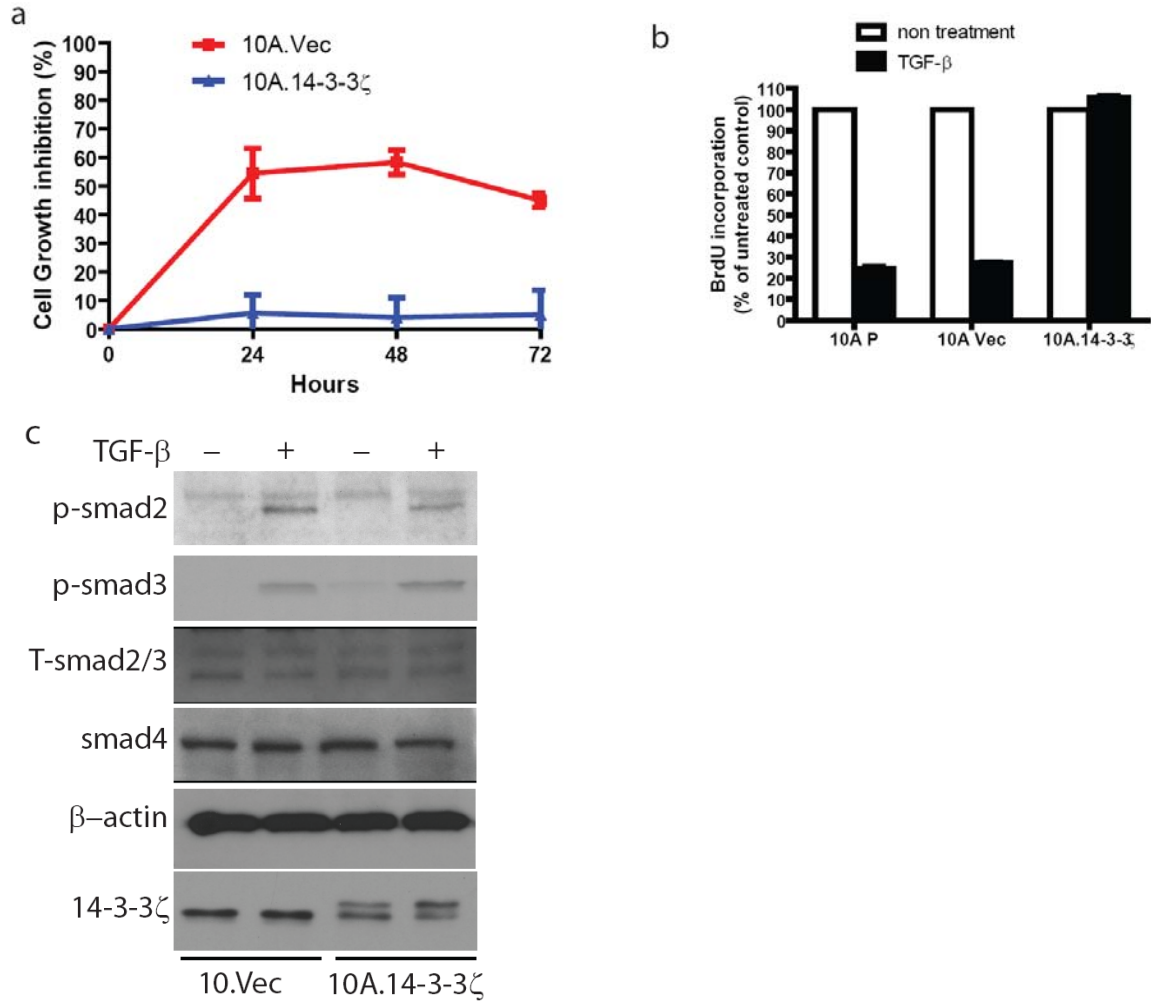 a
10A.Vec
10A.14-3-3ζ
Cell Growth inhibition (%)
100
90
80
70
60
50
40
30
20
10
0
0 24 48 72
Hours
b
non treatment
TGF-β
BrdU incorporation
(% of untreated control)
110
100
90
80
70
60
50
40
30
20
10
0
10A P 10A Vec 10A.14-3-3ζ
c
TGF-β – + – +
p-smad2
p-smad3
T-smad2/3
smad4
β–actin
14-3-3ζ
10.Vec 10A.14-3-3ζ